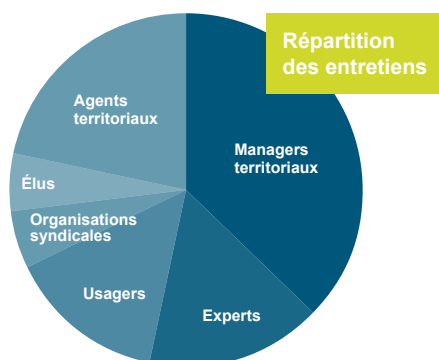 Répartition
des entretiens
Agents
territoriaux
Managers
territoriaux
Élus
Organisations
syndicales
Usagers
Experts